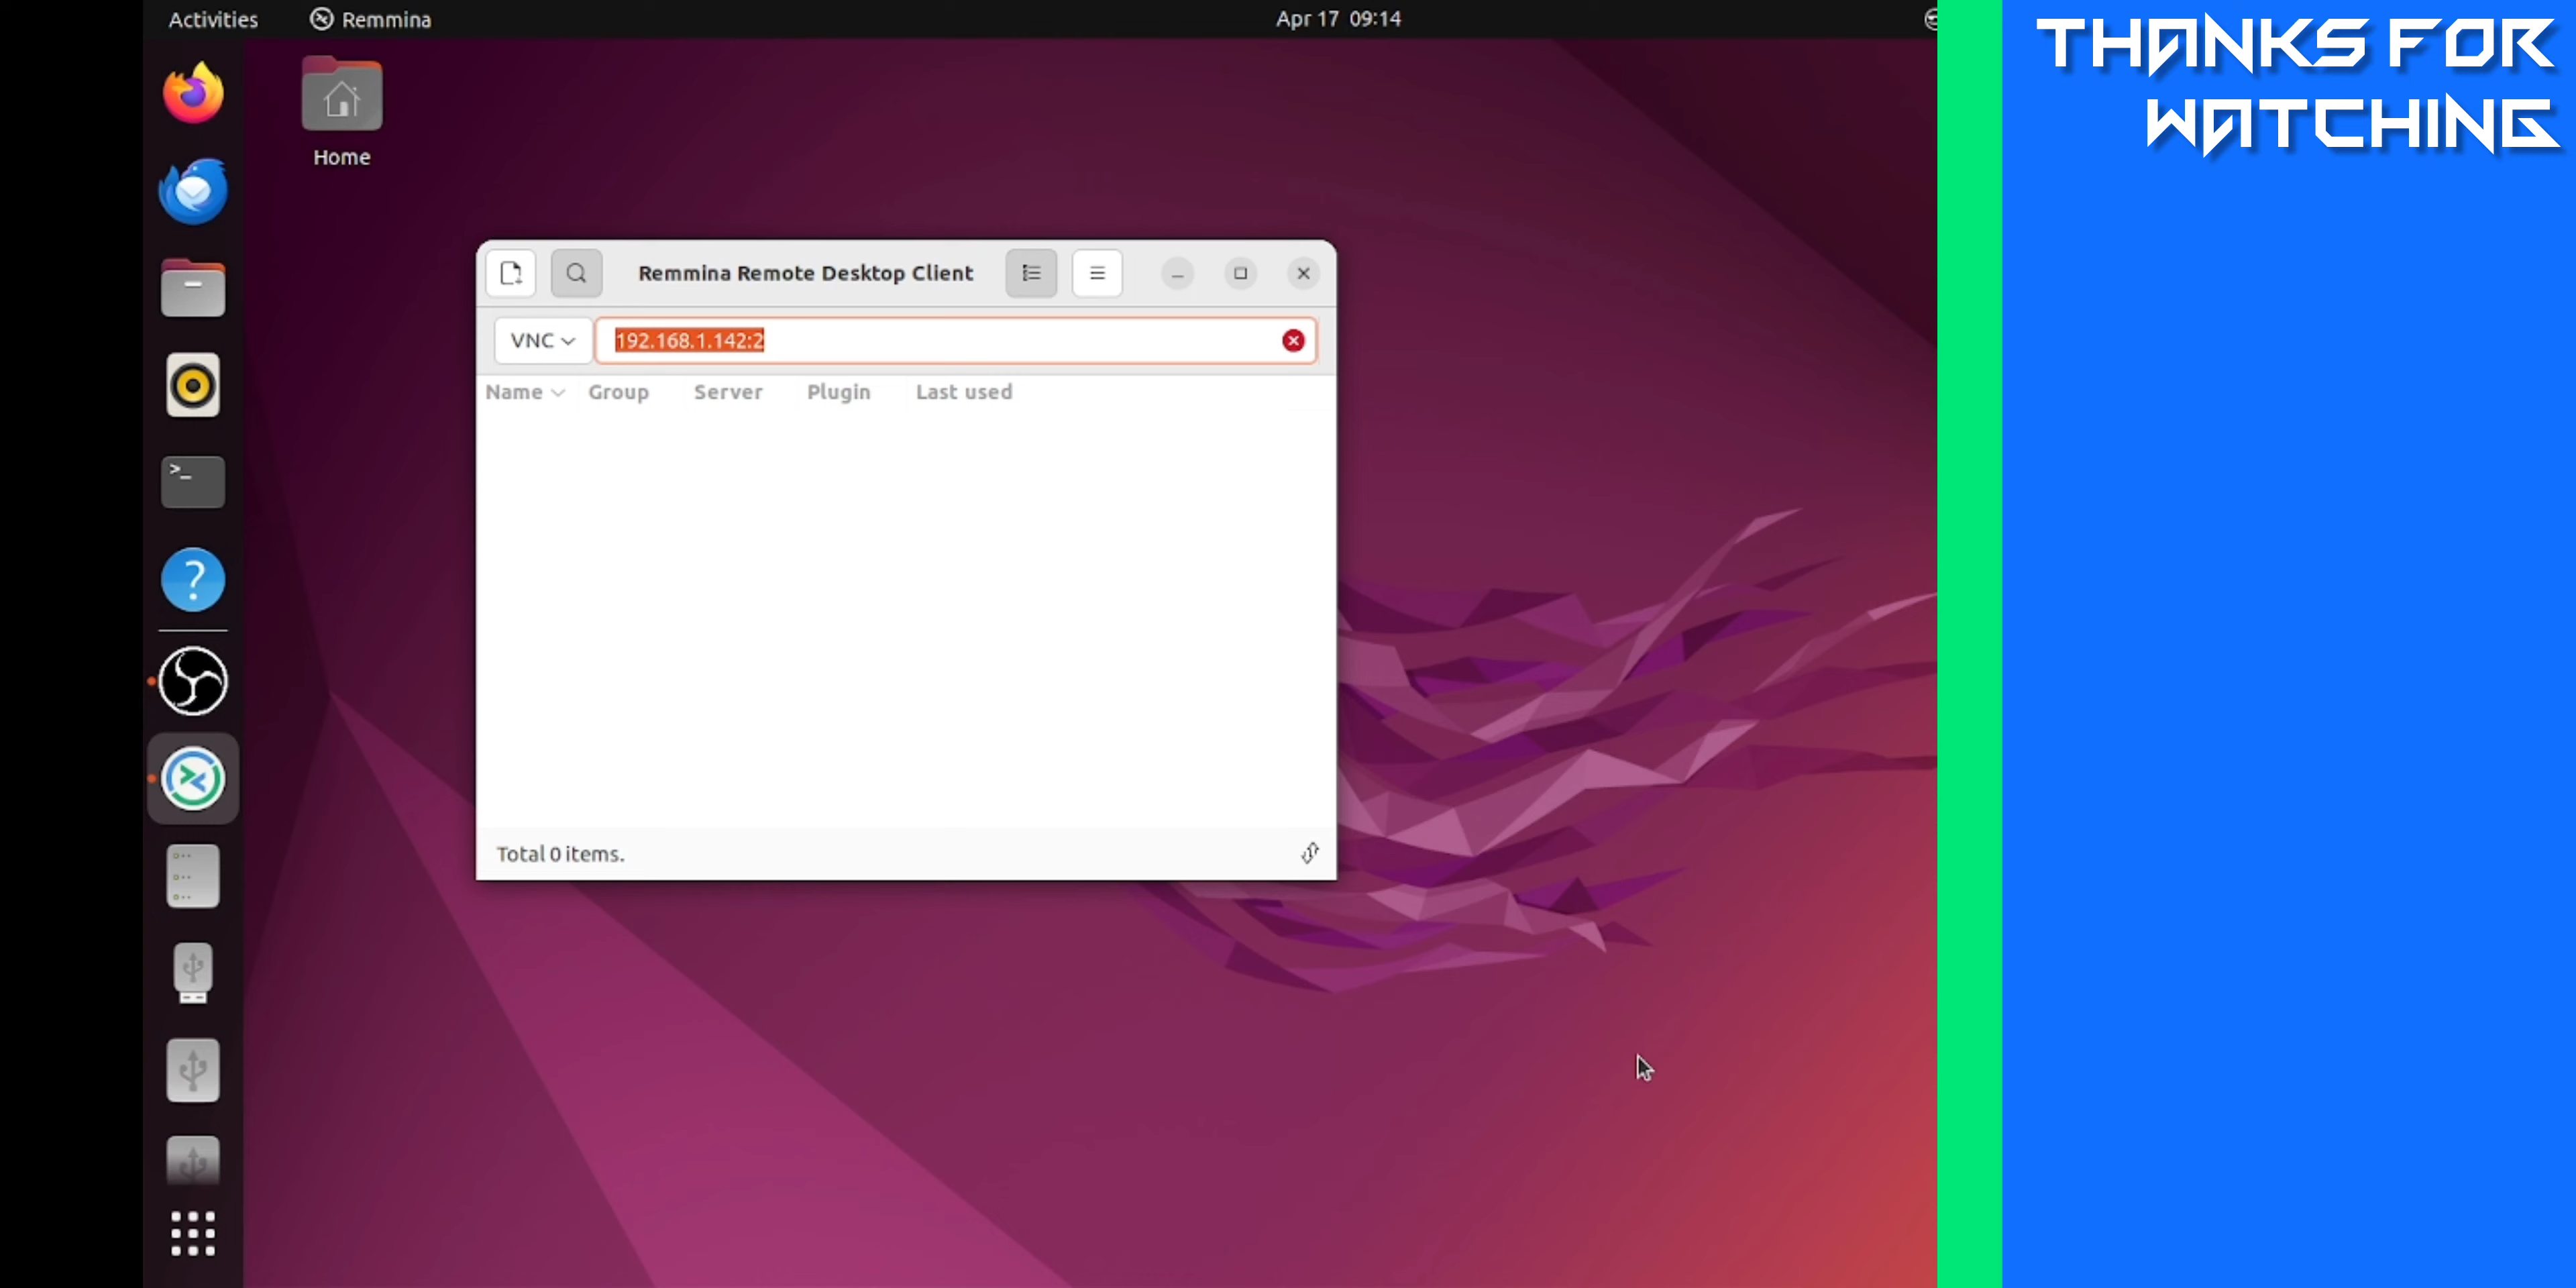 Activities
Remmina
Apr 17 09:14
THANKS FOR
WATCHING
Home
Remmina Remote Desktop Client
VNC
192.168.1.142:2
Name Group Server Plugin Last used
Total 0 items.